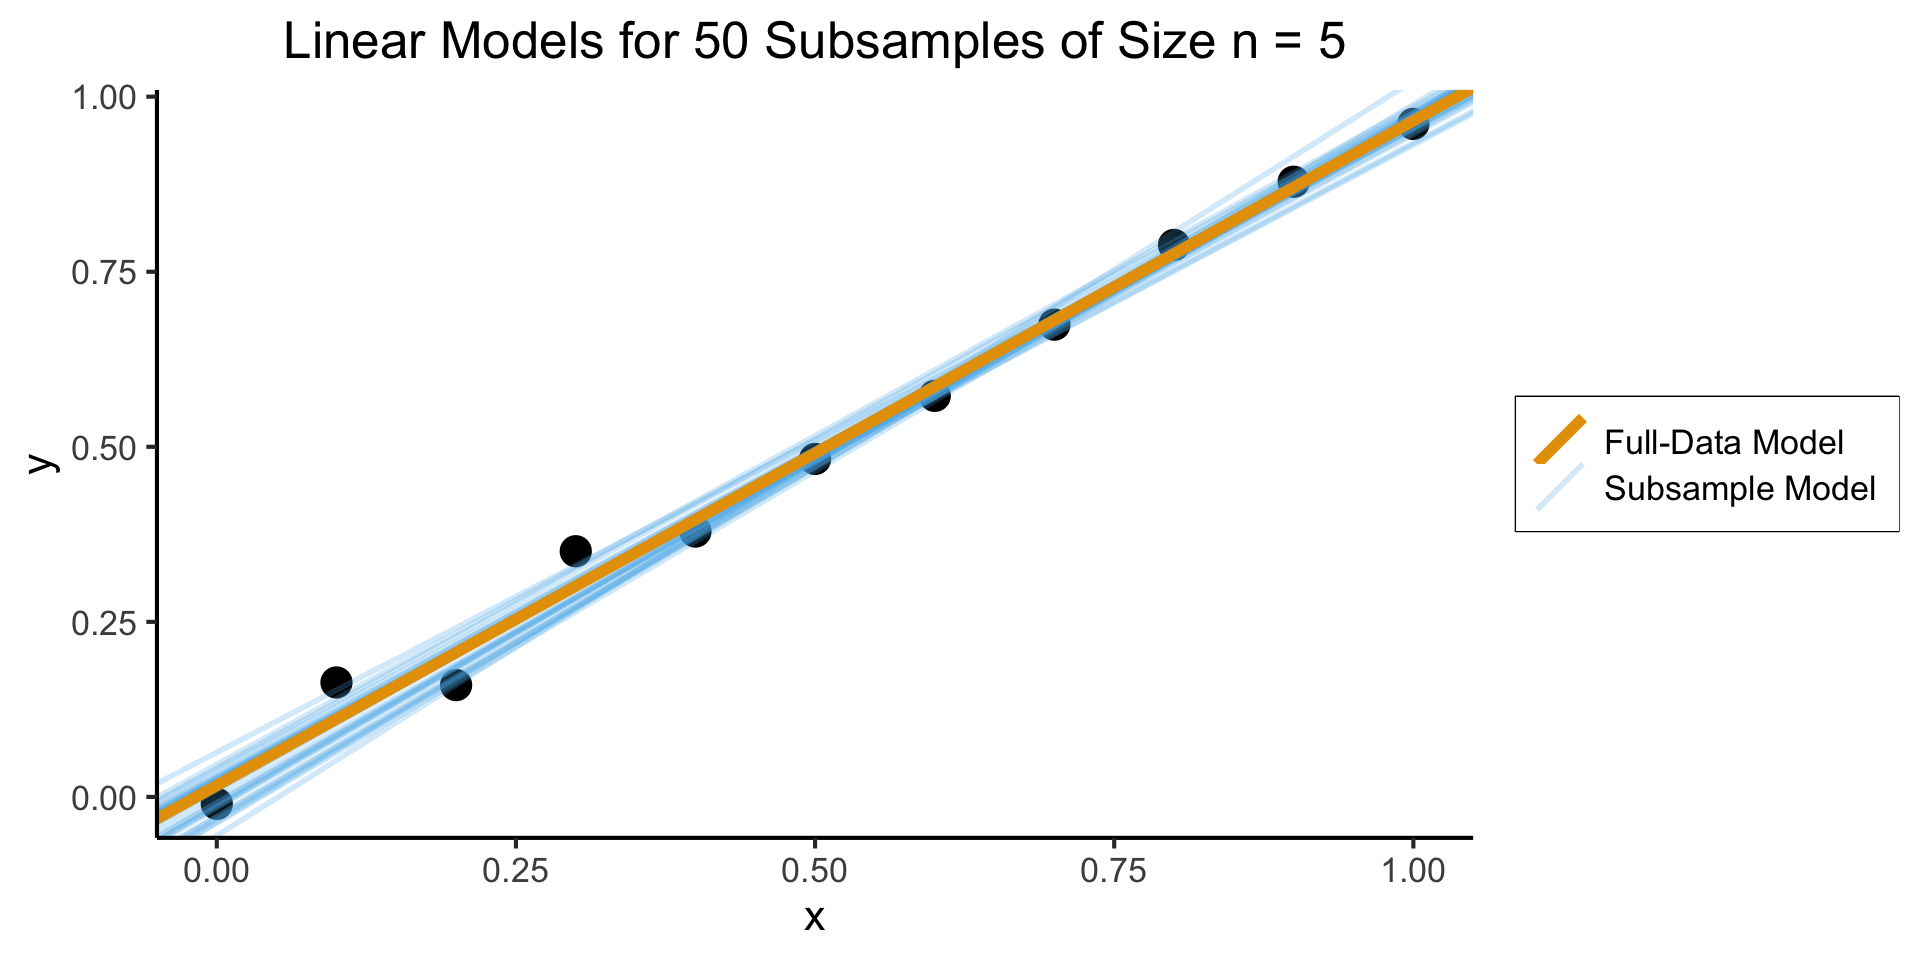 Linear Models for 50 Subsamples of Size n = 5
1.00
0.75
0.50
0.25
0.00
y
0.00 0.25 0.50 0.75 1.00
x
Full-Data Model
Subsample Model